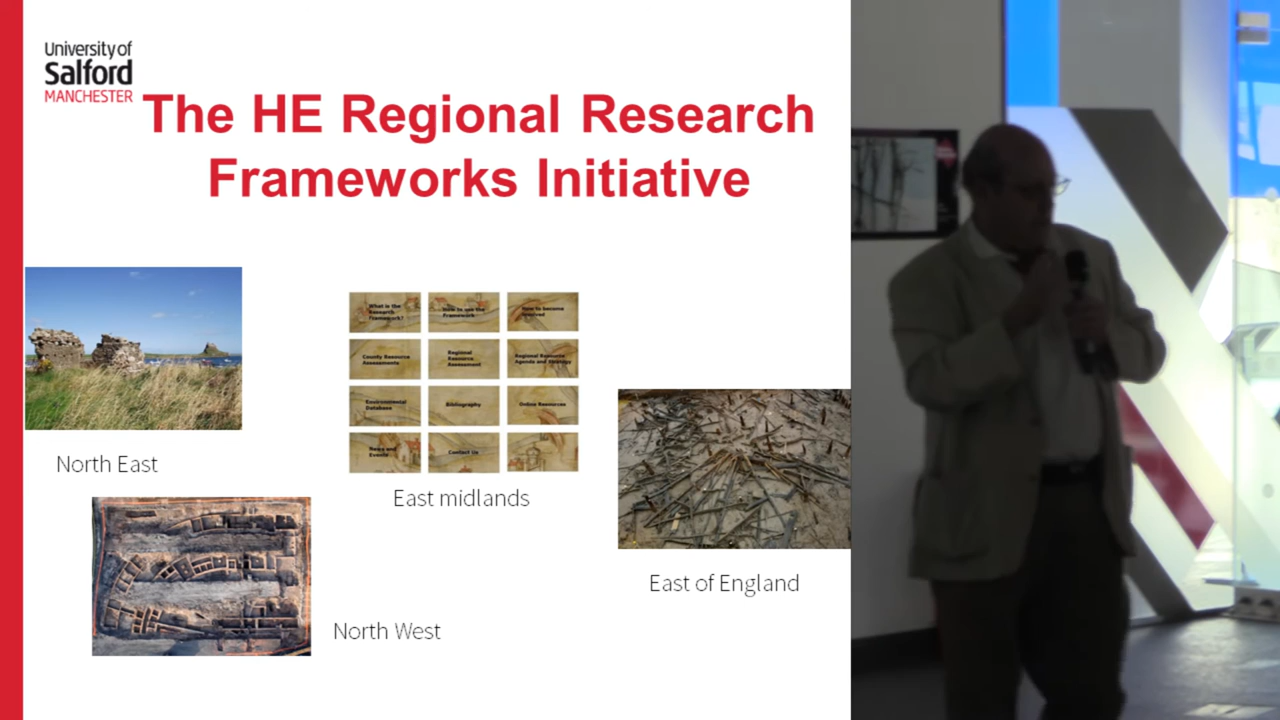 University of
Salford
MANCHESTER
The HE Regional Research
Frameworks Initiative
North East
What is the
Research
Framework?
How to use the
Framework
How to become
involved
County Resource
Assessments
Regional
Resource
Assessment
Regional Research
Agenda and Strategy
Environmental
Database
Bibliography
Online Resources
News and
Events
Contact Us
East midlands
East of England
North West